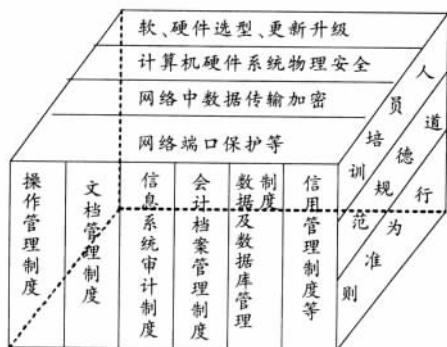 软、硬件选型、更新升级
计算机硬件系统物理安全
网络中数据传输加密
网络端口保护等
操作管理制度
文档管理制度
信息系统审计制度
会计档案管理制度
数据及数据库管理
制度
信用管理制度等
人员培训
道德规范
行为准则